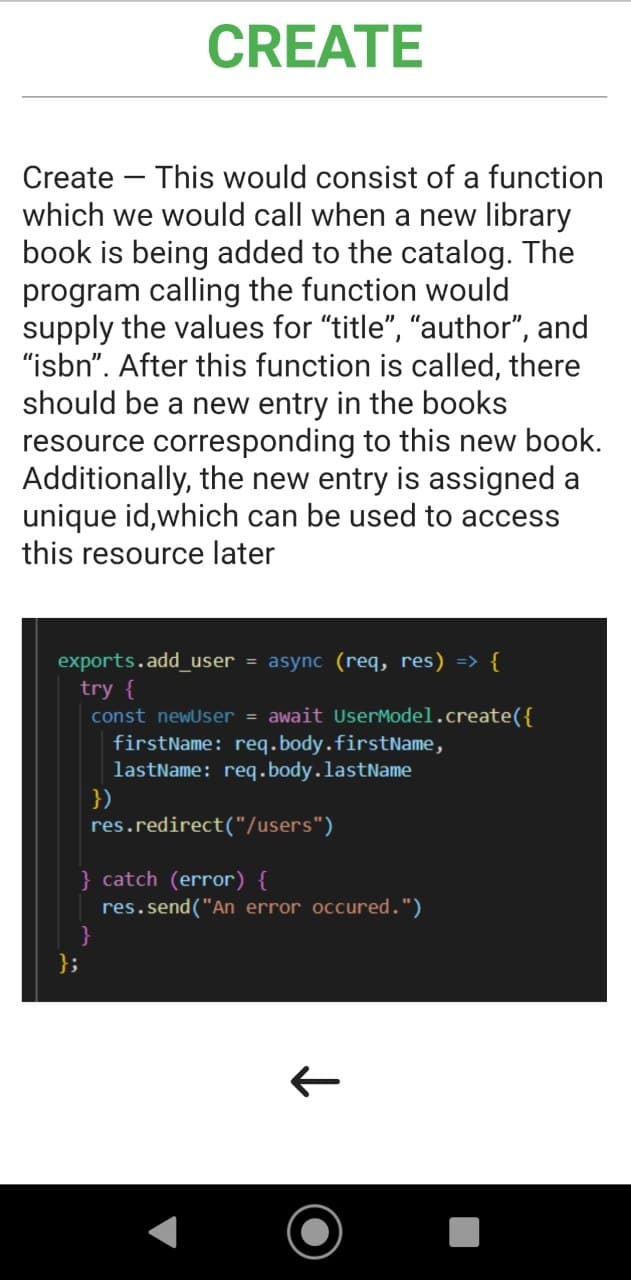 CREATE
Create — This would consist of a function
which we would call when a new library
book is being added to the catalog. The
program calling the function would
supply the values for “title”, “author”, and
“isbn”. After this function is called, there
should be a new entry in the books
resource corresponding to this new book.
Additionally, the new entry is assigned a
unique id,which can be used to access
this resource later
exports.add_user = async (req, res) => {
try {
const newUser = await UserModel.create({
firstName: req.body.firstName,
lastName: req.body.lastName
})
res.redirect("/users")
} catch (error) {
res.send("An error occured.")
}
};